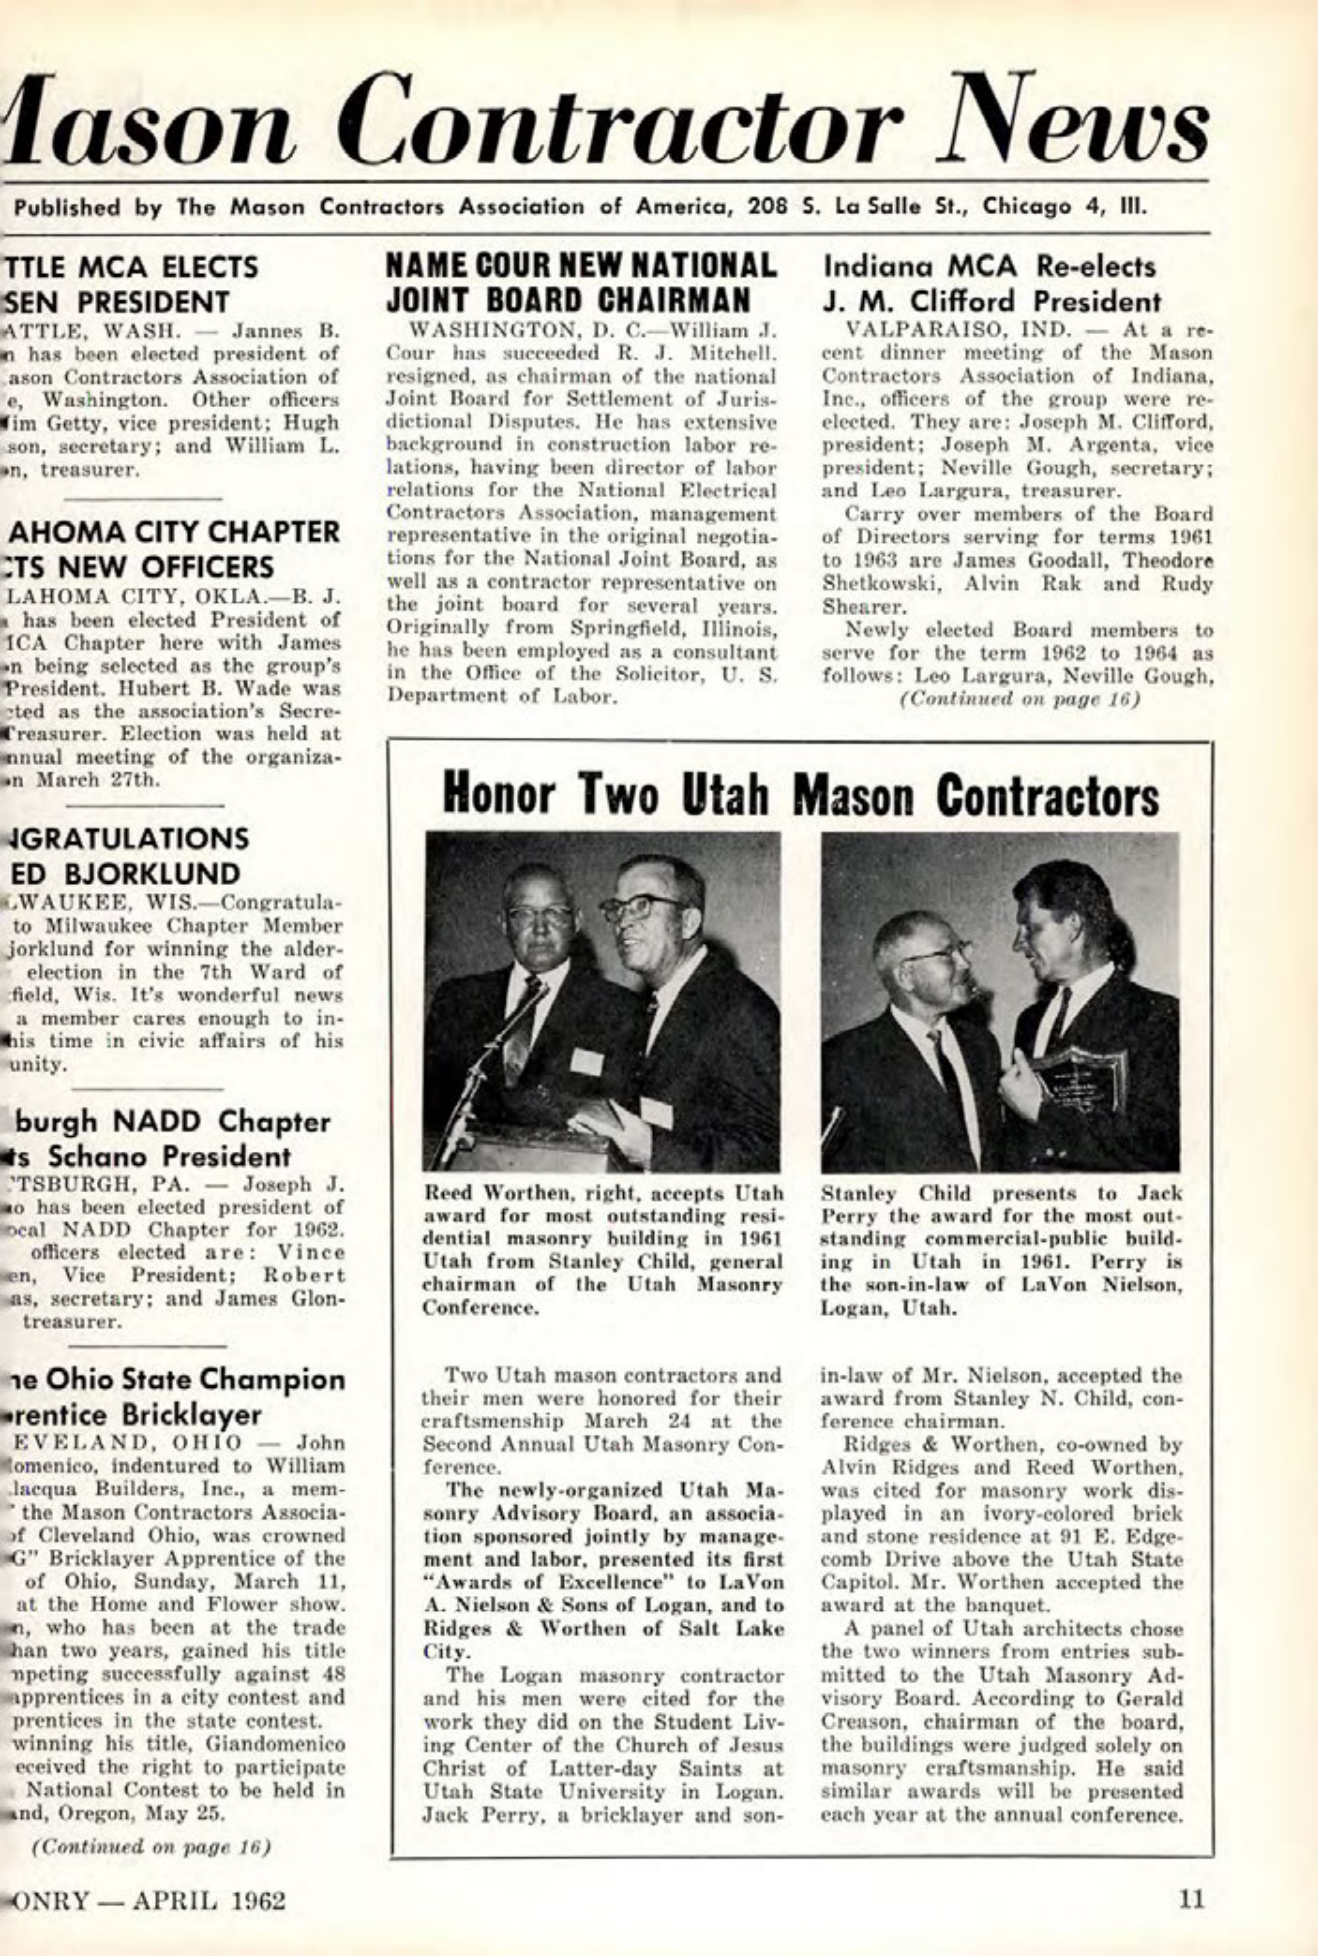 Mason Contractor News
Published by The Mason Contractors Association of America, 208 S. La Salle St., Chicago 4, Ill.
TTLE MCA ELECTS
SEN PRESIDENT
ATTLE, WASH. — Jannes B.
n has been elected president of
ason Contractors Association of
e, Washington. Other officers
im Getty, vice president; Hugh
son, secretary; and William L.
n, treasurer.
AHOMA CITY CHAPTER
CTS NEW OFFICERS
LAHOMA CITY, OKLA.—B. J.
has been elected President of
ICA Chapter here with James
n being selected as the group's
President. Hubert B. Wade was
cted as the association's Secre-
Treasurer. Election was held at
nnual meeting of the organiza-
n March 27th.
NGRATULATIONS
ED BJORKLUND
LWAUKEE, WIS.—Congratula-
to Milwaukee Chapter Member
jorklund for winning the alder-
election in the 7th Ward of
field, Wis. It's wonderful news
a member cares enough to in-
his time in civic affairs of his
unity.
burgh NADD Chapter
ts Schano President
TSBURGH, PA. — Joseph J.
o has been elected president of
ocal NADD Chapter for 1962.
officers elected are: Vince
en, Vice President; Robert
as, secretary; and James Glon-
treasurer.
ne Ohio State Champion
rentice Bricklayer
EVELAND, OHIO — John
domenico, indentured to William
lacqua Builders, Inc., a mem-
the Mason Contractors Associa-
of Cleveland Ohio, was crowned
G" Bricklayer Apprentice of the
of Ohio, Sunday, March 11,
at the Home and Flower show.
n, who has been at the trade
han two years, gained his title
mpeting successfully against 48
apprentices in a city contest and
prentices in the state contest.
winning his title, Giandomenico
eceived the right to participate
National Contest to be held in
and, Oregon, May 25.
(Continued on page 16)
NAME COUR NEW NATIONAL
JOINT BOARD CHAIRMAN
WASHINGTON, D. C.—William J.
Cour has succeeded R. J. Mitchell,
resigned, as chairman of the national
Joint Board for Settlement of Juris-
dictional Disputes. He has extensive
background in construction labor re-
lations, having been director of labor
relations for the National Electrical
Contractors Association, management
representative in the original negotia-
tions for the National Joint Board, as
well as a contractor representative on
the joint board for several years.
Originally from Springfield, Illinois,
he has been employed as a consultant
in the Office of the Solicitor, U. S.
Department of Labor.
Indiana MCA Re-elects
J. M. Clifford President
VALPARAISO, IND. — At a re-
cent dinner meeting of the Mason
Contractors Association of Indiana,
Inc., officers of the group were re-
elected. They are: Joseph M. Clifford,
president; Joseph M. Argenta, vice
president; Neville Gough, secretary;
and Leo Largura, treasurer.
Carry over members of the Board
of Directors serving for terms 1961
to 1963 are James Goodall, Theodore
Shetkowski, Alvin Rak and Rudy
Shearer.
Newly elected Board members to
serve for the term 1962 to 1964 as
follows: Leo Largura, Neville Gough,
(Continued on page 16)
Honor Two Utah Mason Contractors
Reed Worthen, right, accepts Utah
award for most outstanding resi-
dential masonry building in 1961
Utah from Stanley Child, general
chairman of the Utah Masonry
Conference.
Stanley Child presents to Jack
Perry the award for the most out-
standing commercial-public build-
ing in Utah in 1961. Perry is
the son-in-law of LaVon Nielson,
Logan, Utah.
Two Utah mason contractors and
their men were honored for their
craftsmenship March 24 at the
Second Annual Utah Masonry Con-
ference.
The newly-organized Utah Ma-
sonry Advisory Board, an associa-
tion sponsored jointly by manage-
ment and labor, presented its first
"Awards of Excellence" to LaVon
A. Nielson & Sons of Logan, and to
Ridges & Worthen of Salt Lake
City.
The Logan masonry contractor
and his men were cited for the
work they did on the Student Liv-
ing Center of the Church of Jesus
Christ of Latter-day Saints at
Utah State University in Logan.
Jack Perry, a bricklayer and son-
in-law of Mr. Nielson, accepted the
award from Stanley N. Child, con-
ference chairman.
Ridges & Worthen, co-owned by
Alvin Ridges and Reed Worthen,
was cited for masonry work dis-
played in an ivory-colored brick
and stone residence at 91 E. Edge-
comb Drive above the Utah State
Capitol. Mr. Worthen accepted the
award at the banquet.
A panel of Utah architects chose
the two winners from entries sub-
mitted to the Utah Masonry Ad-
visory Board. According to Gerald
Creason, chairman of the board,
the buildings were judged solely on
masonry craftsmanship. He said
similar awards will be presented
each year at the annual conference.
ONRY — APRIL 1962
11